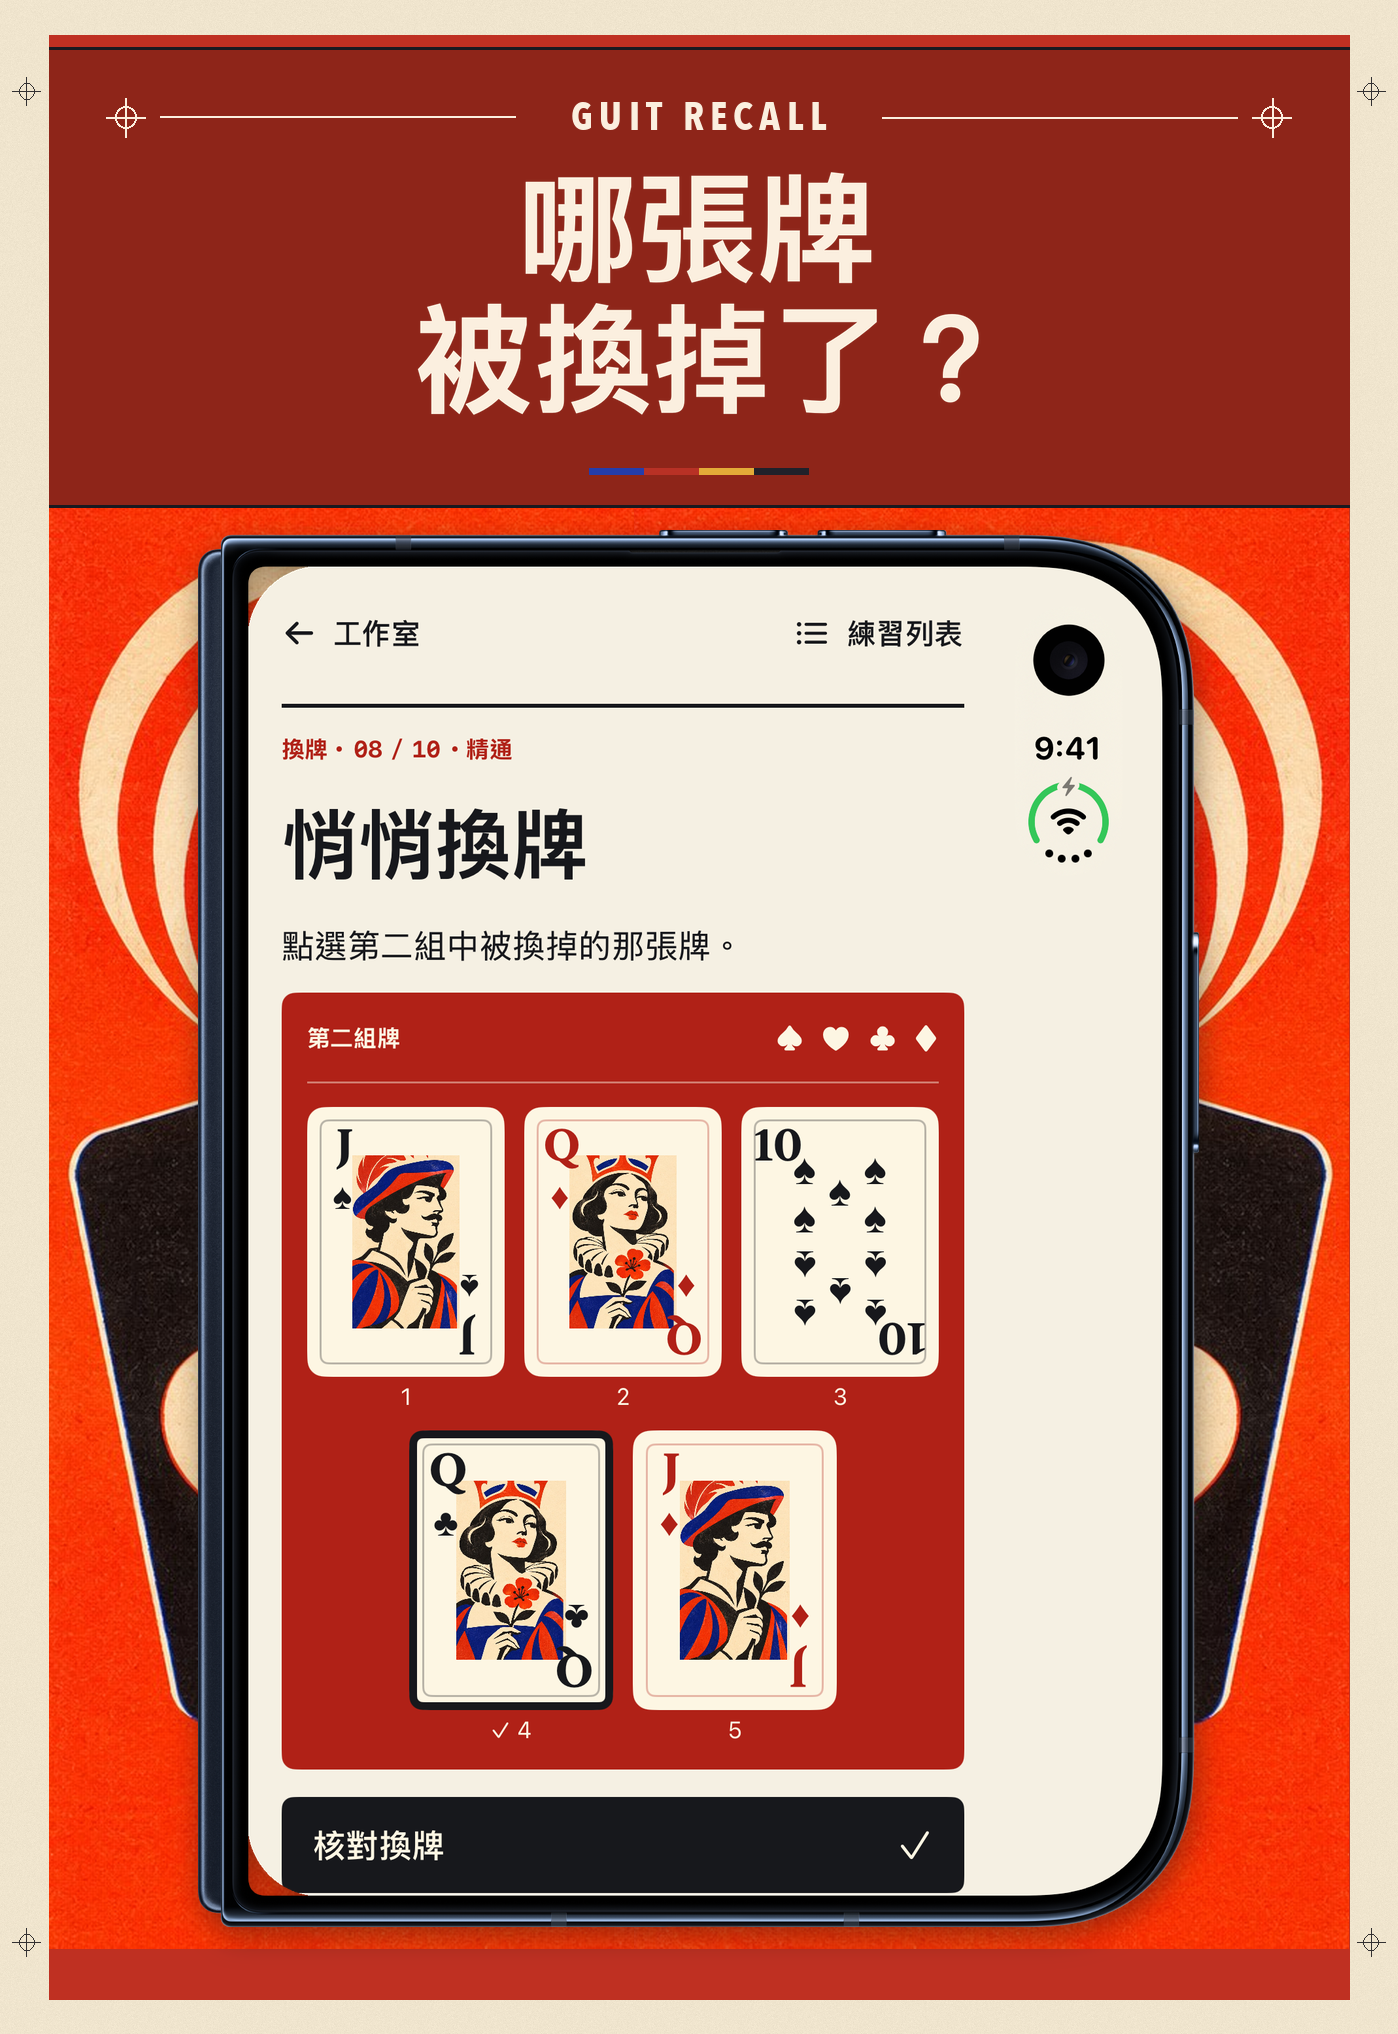 GUIT RECALL
哪張牌
被換掉了？
工作室
練習列表
9:41
換牌・08 / 10・精通
悄悄換牌
點選第二組中被換掉的那張牌。
第二組牌
J
J
1
Q
Q
2
10
10
3
Q
Q
4
J
J
5
核對換牌